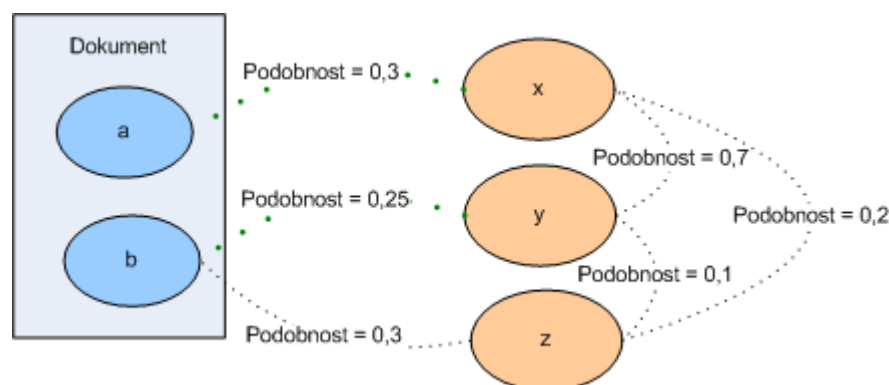 Dokument
Podobnost = 0,3
x
a
Podobnost = 0,7
Podobnost = 0,25
y
Podobnost = 0,2
b
Podobnost = 0,1
Podobnost = 0,3
z